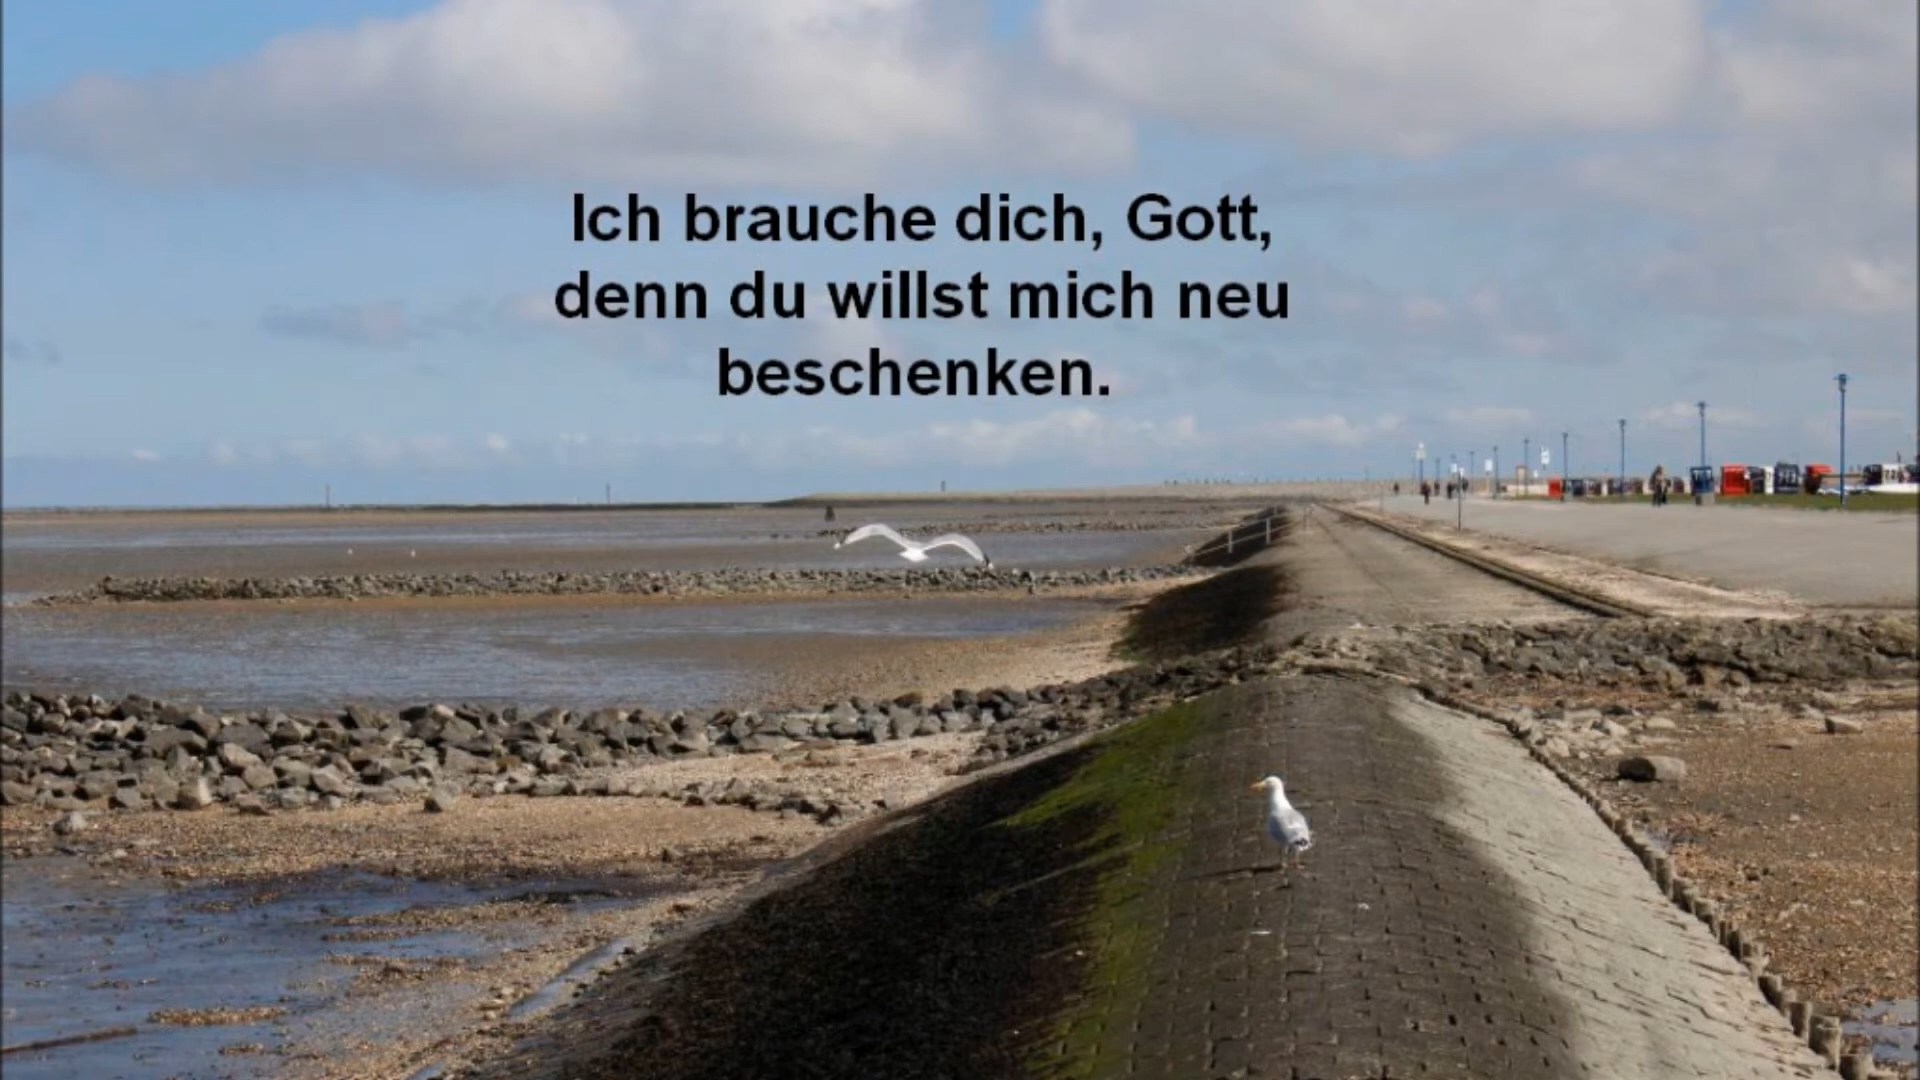 Ich brauche dich, Gott,
denn du willst mich neu
beschenken.